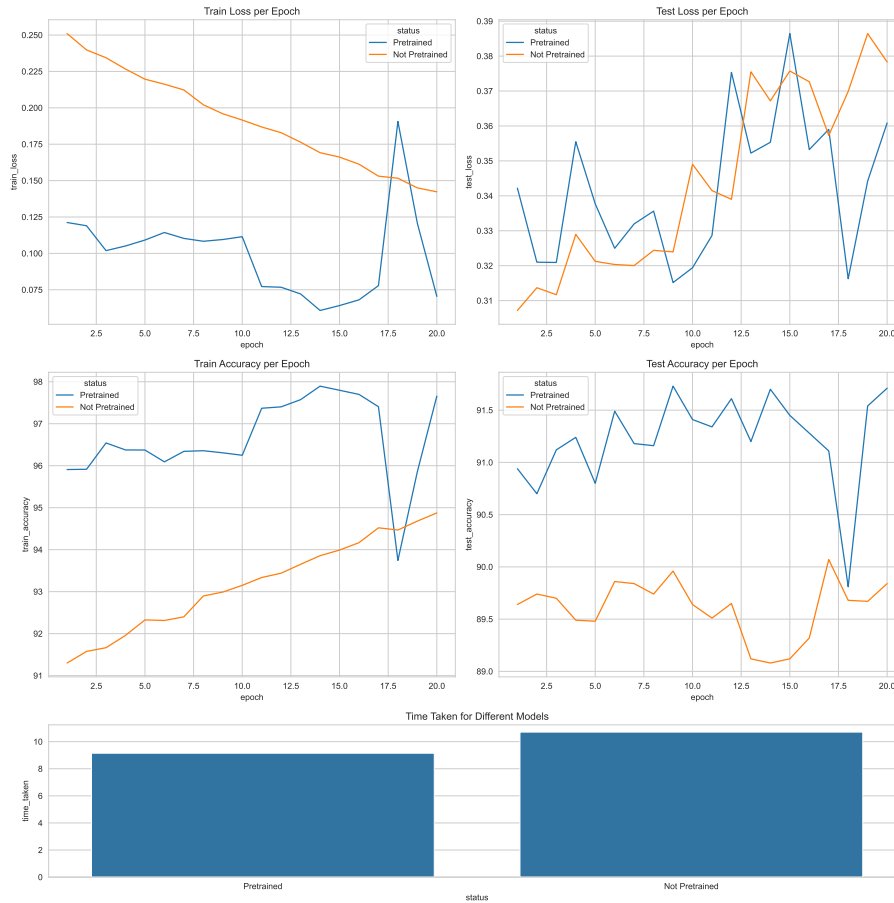 Train Loss per Epoch
status
Pretrained
Not Pretrained
train_loss
0.250
0.225
0.200
0.175
0.150
0.125
0.100
0.075
2.5 5.0 7.5 10.0 12.5 15.0 17.5 20.0
epoch
Test Loss per Epoch
status
Pretrained
Not Pretrained
test_loss
0.39
0.38
0.37
0.36
0.35
0.34
0.33
0.32
0.31
2.5 5.0 7.5 10.0 12.5 15.0 17.5 20.0
epoch
Train Accuracy per Epoch
status
Pretrained
Not Pretrained
train_accuracy
98
97
96
95
94
93
92
91
2.5 5.0 7.5 10.0 12.5 15.0 17.5 20.0
epoch
Test Accuracy per Epoch
status
Pretrained
Not Pretrained
test_accuracy
91.5
91.0
90.5
90.0
89.5
89.0
2.5 5.0 7.5 10.0 12.5 15.0 17.5 20.0
epoch
Time Taken for Different Models
time_taken
10
8
6
4
2
0
Pretrained Not Pretrained
status